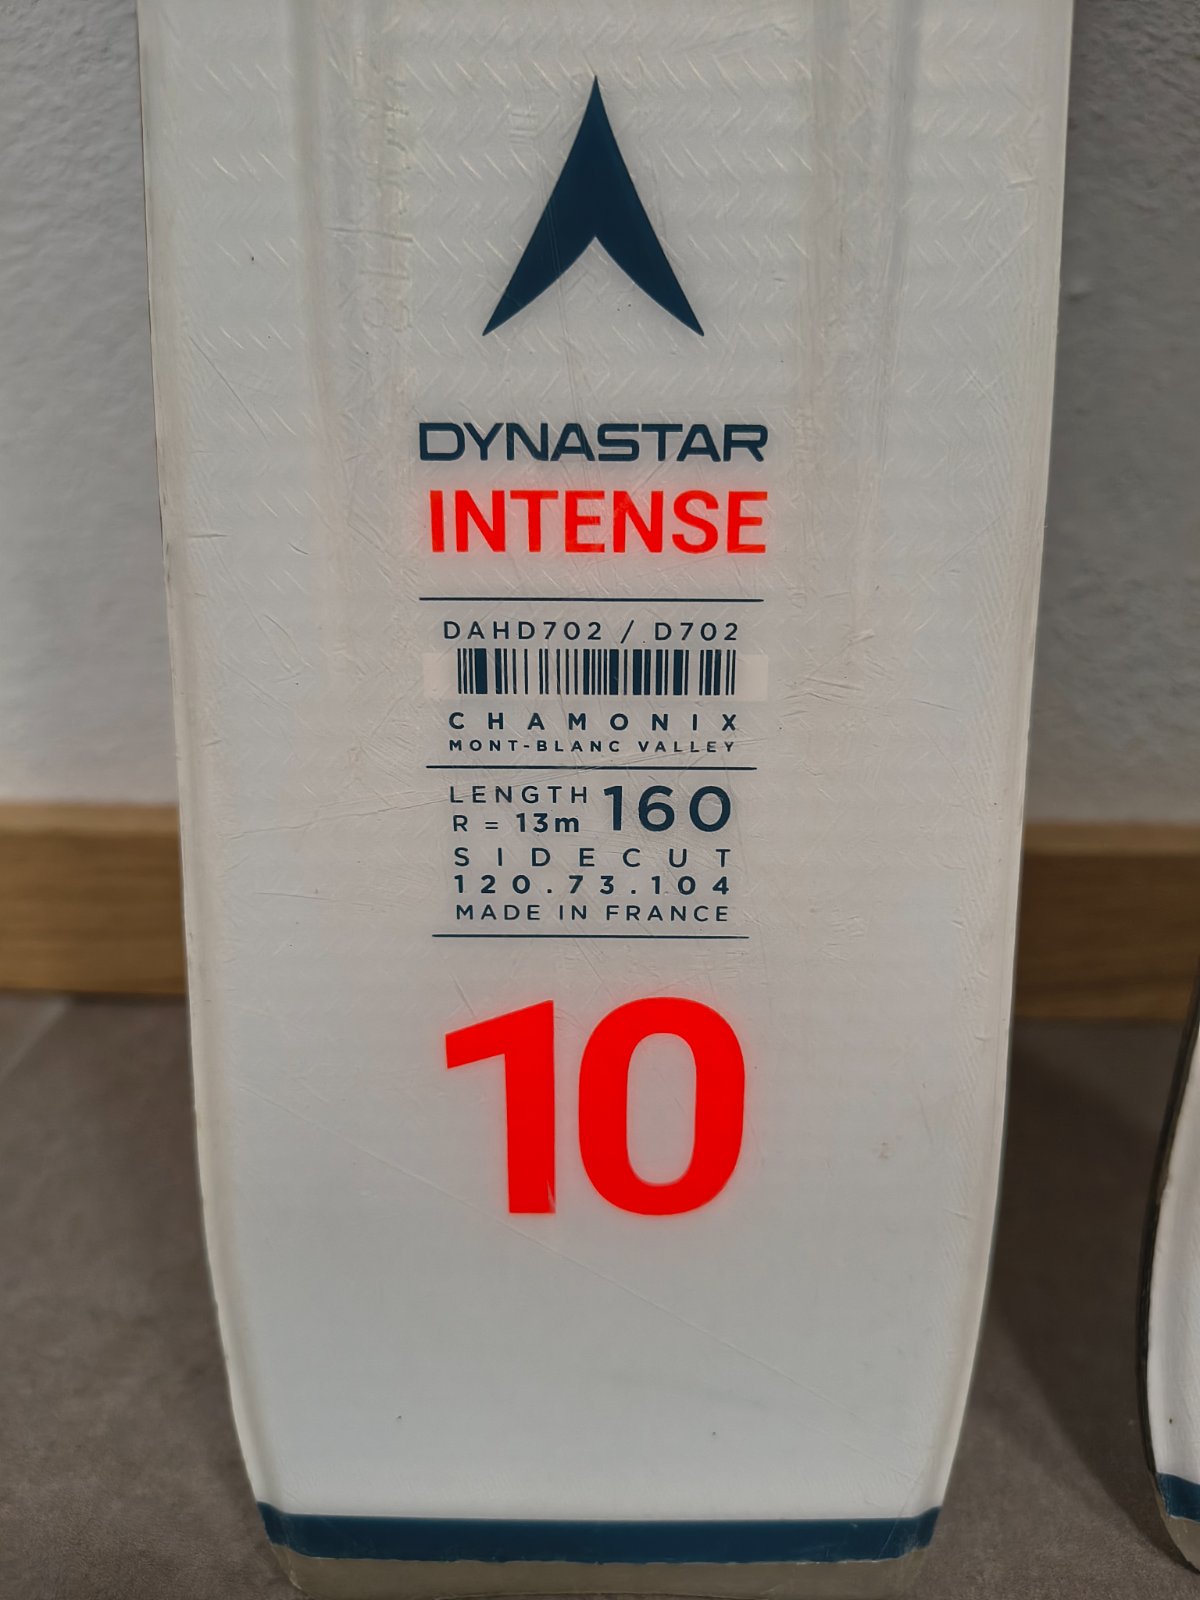 DYNASTAR
INTENSE
DAHD702 / D702
CHAMONIX
MONT-BLANC VALLEY
LENGTH 160
R = 13m
SIDECUT
120.73.104
MADE IN FRANCE
10